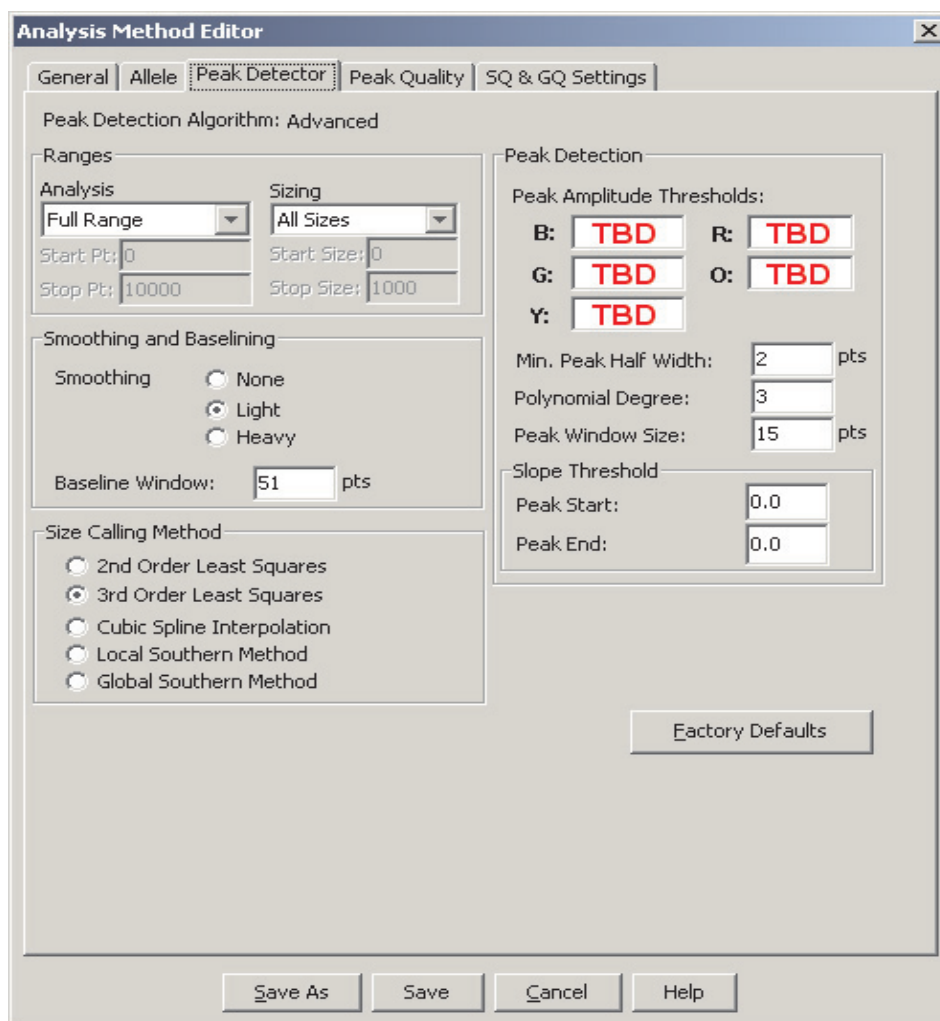 Analysis Method Editor
General Allele Peak Detector Peak Quality SQ & GQ Settings
Peak Detection Algorithm: Advanced
Ranges
Analysis
Full Range
Start Pt: 0
Stop Pt: 10000
Sizing
All Sizes
Start Size: 0
Stop Size: 1000
Smoothing and Baselining
Smoothing
None
Light
Heavy
Baseline Window: 51 pts
Size Calling Method
2nd Order Least Squares
3rd Order Least Squares
Cubic Spline Interpolation
Local Southern Method
Global Southern Method
Peak Detection
Peak Amplitude Thresholds:
B: TBD R: TBD
G: TBD O: TBD
Y: TBD
Min. Peak Half Width: 2 pts
Polynomial Degree: 3
Peak Window Size: 15 pts
Slope Threshold
Peak Start: 0.0
Peak End: 0.0
Factory Defaults
Save As Save Cancel Help